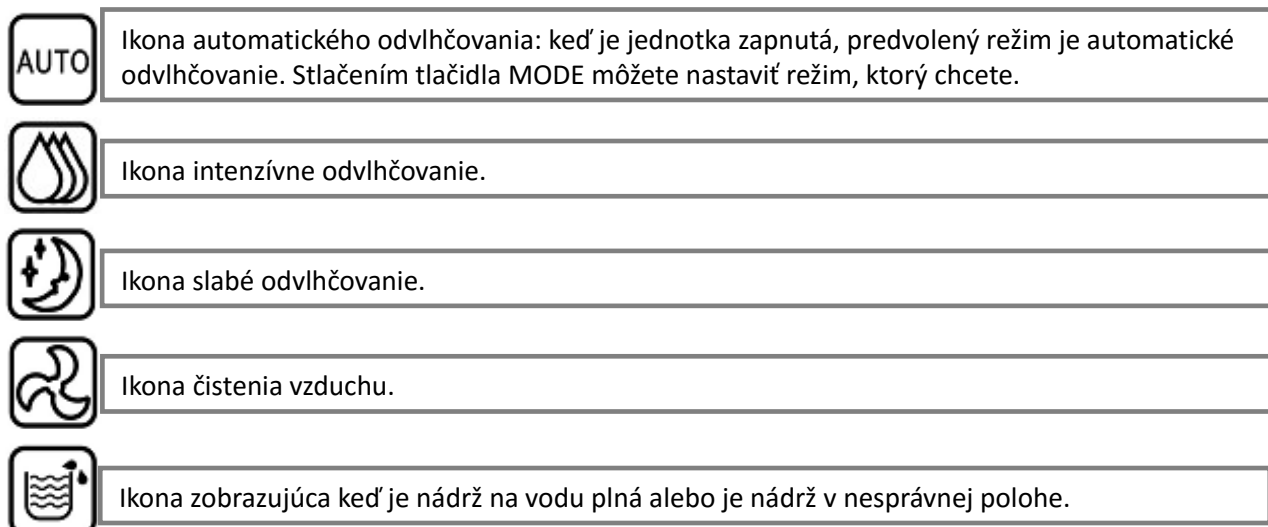 AUTO
Ikona automatického odvlhčovania: keď je jednotka zapnutá, predvolený režim je automatické
odvlhčovanie. Stlačením tlačidla MODE môžete nastaviť režim, ktorý chcete.
Ikona intenzívne odvlhčovanie.
Ikona slabé odvlhčovanie.
Ikona čistenia vzduchu.
Ikona zobrazujúca keď je nádrž na vodu plná alebo je nádrž v nesprávnej polohe.